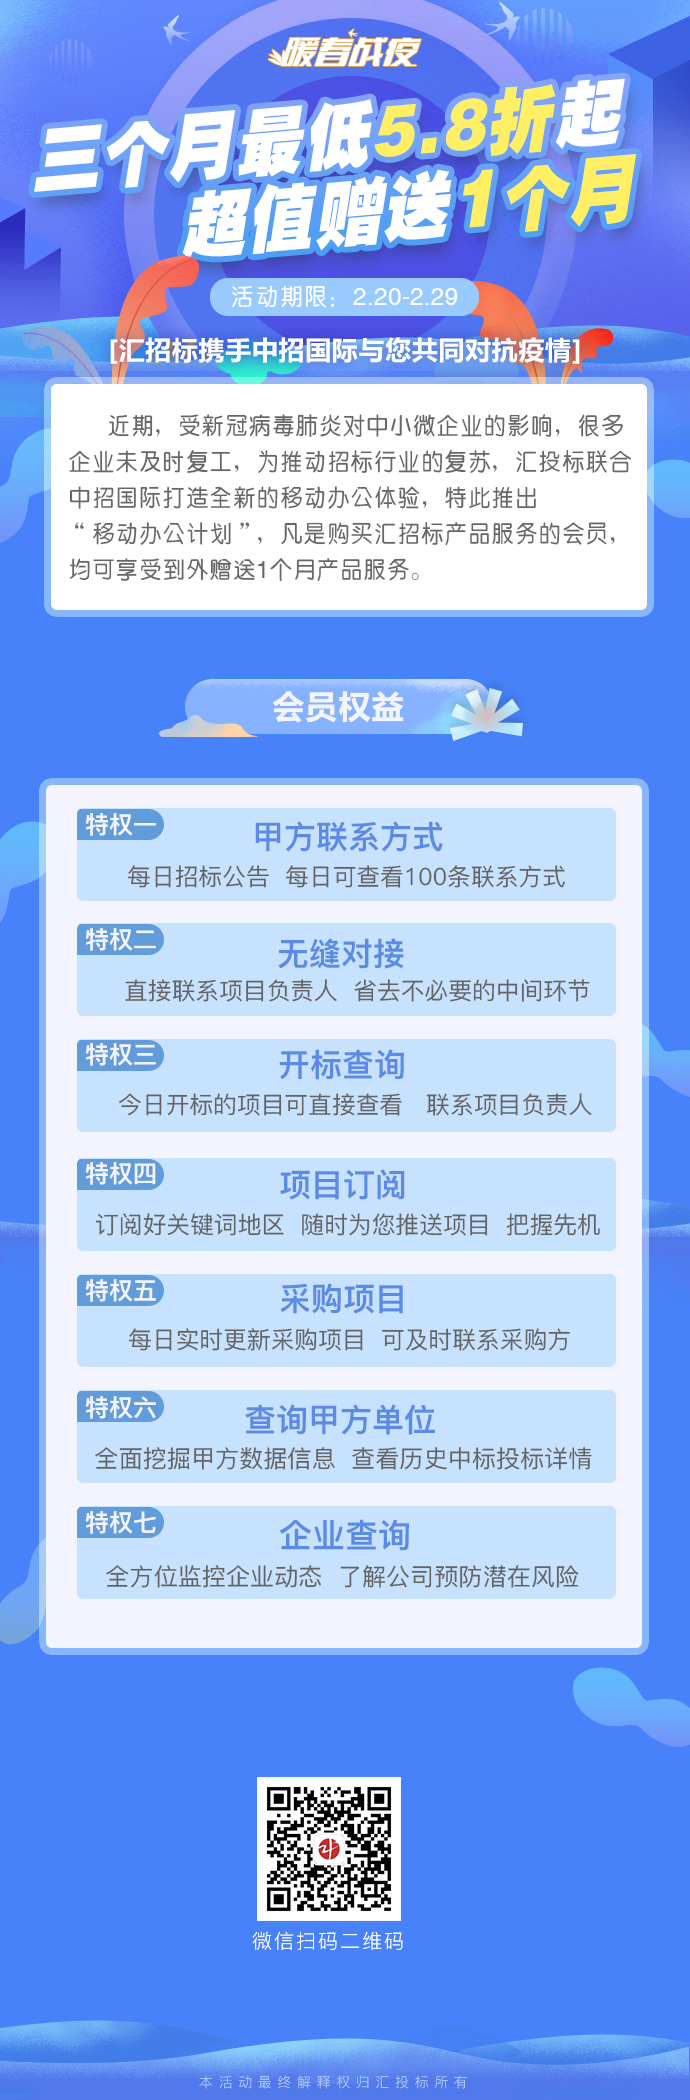 暖春战疫
三个月最低5.8折起
超值赠送1个月
活动期限：2.20-2.29
[汇招标携手中招国际与您共同对抗疫情]
近期，受新冠病毒肺炎对中小微企业的影响，很多
企业未及时复工，为推动招标行业的复苏，汇投标联合
中招国际打造全新的移动办公体验，特此推出
“移动办公计划”，凡是购买汇招标产品服务的会员，
均可享受到外赠送1个月产品服务。
会员权益
特权一
甲方联系方式
每日招标公告 每日可查看100条联系方式
特权二
无缝对接
直接联系项目负责人 省去不必要的中间环节
特权三
开标查询
今日开标的项目可直接查看 联系项目负责人
特权四
项目订阅
订阅好关键词地区 随时为您推送项目 把握先机
特权五
采购项目
每日实时更新采购项目 可及时联系采购方
特权六
查询甲方单位
全面挖掘甲方数据信息 查看历史中标投标详情
特权七
企业查询
全方位监控企业动态 了解公司预防潜在风险
微信扫码二维码
本活动最终解释权归汇投标所有